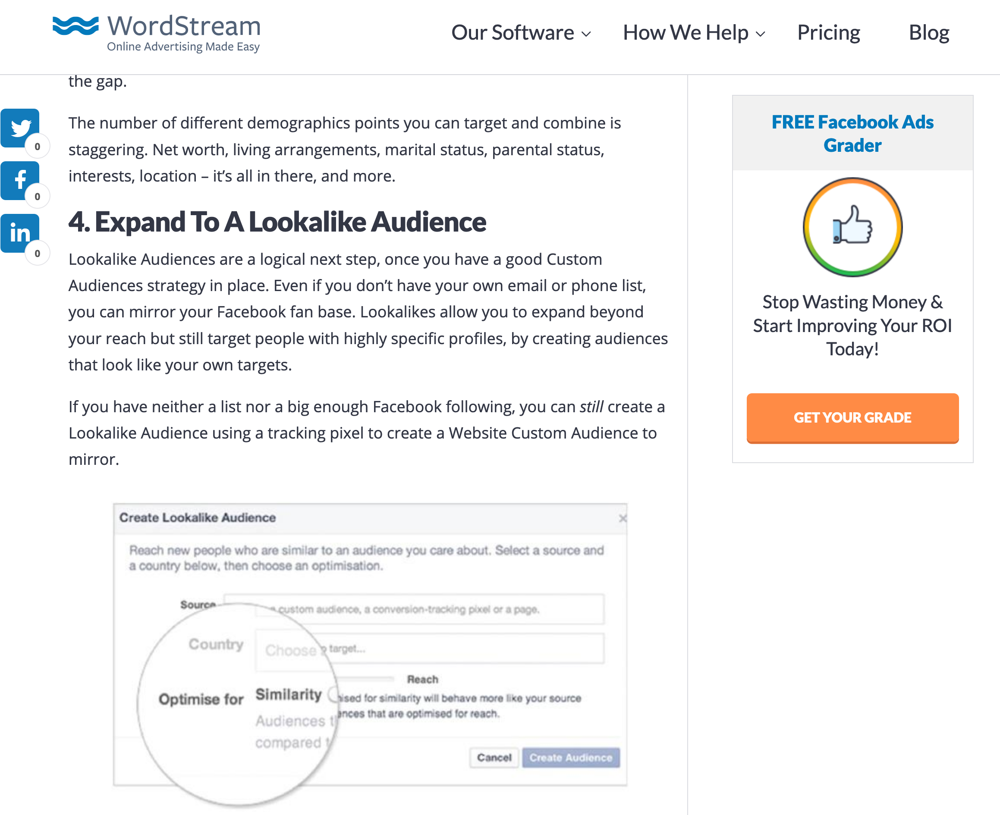 WordStream
Online Advertising Made Easy
Our Software
How We Help
Pricing
Blog
the gap.
0
0
0
The number of different demographics points you can target and combine is
staggering. Net worth, living arrangements, marital status, parental status,
interests, location – it’s all in there, and more.
4. Expand To A Lookalike Audience
Lookalike Audiences are a logical next step, once you have a good Custom
Audiences strategy in place. Even if you don’t have your own email or phone list,
you can mirror your Facebook fan base. Lookalikes allow you to expand beyond
your reach but still target people with highly specific profiles, by creating audiences
that look like your own targets.
If you have neither a list nor a big enough Facebook following, you can still create a
Lookalike Audience using a tracking pixel to create a Website Custom Audience to
mirror.
Create Lookalike Audience
Reach new people who are similar to an audience you care about. Select a source and
a country below, then choose an optimisation.
Source
custom audience, a conversion-tracking pixel or a page.
Country
Choose target...
Reach
Optimise for Similarity
for similarity will behave more like your source
Audiences
that are optimised for reach.
compared
Cancel
Create Audience
FREE Facebook Ads
Grader
Stop Wasting Money &
Start Improving Your ROI
Today!
GET YOUR GRADE